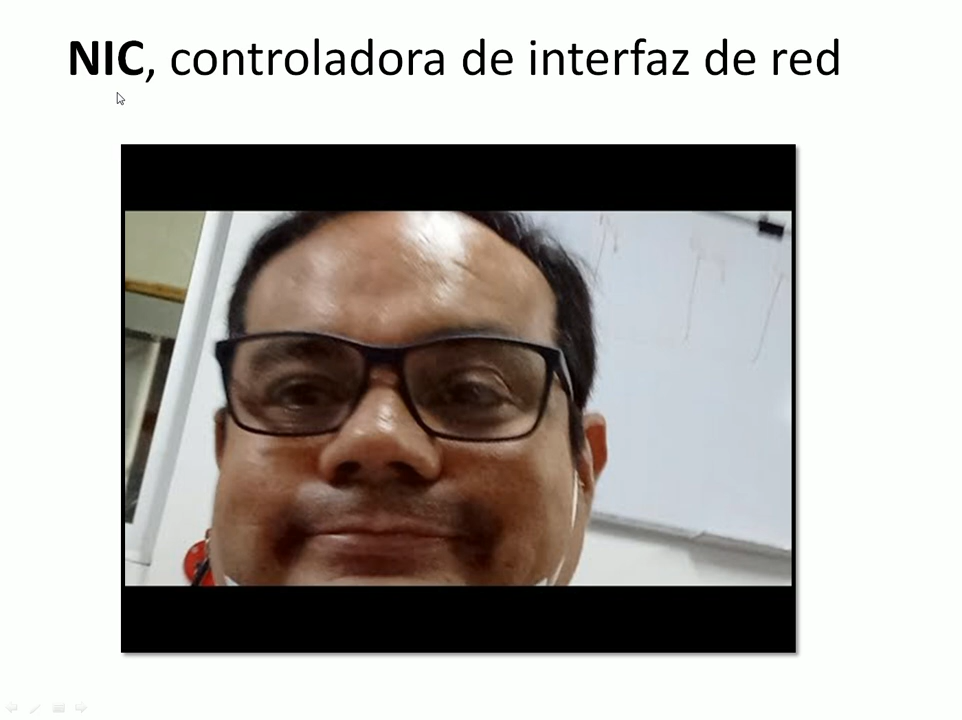 NIC, controladora de interfaz de red